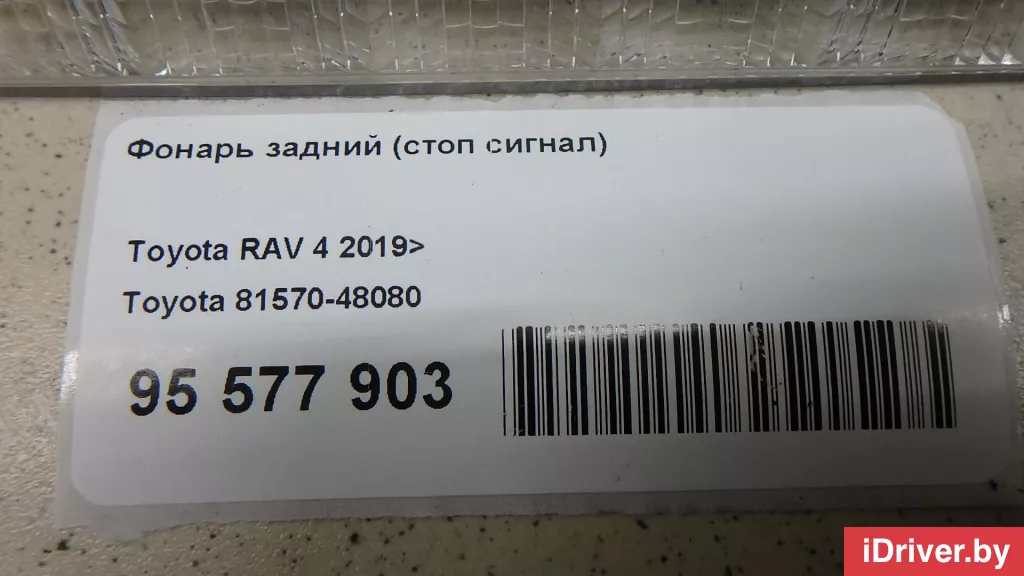 Фонарь задний (стоп сигнал)
Toyota RAV 4 2019>
Toyota 81570-48080
95 577 903
iDriver.by